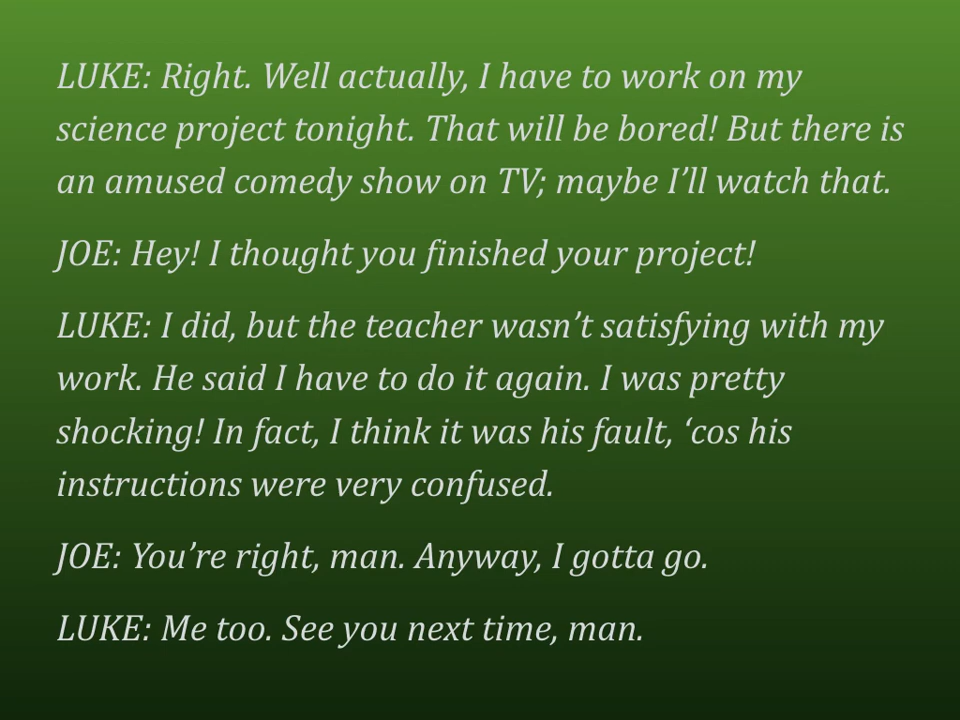 LUKE: Right. Well actually, I have to work on my
science project tonight. That will be bored! But there is
an amused comedy show on TV; maybe I’ll watch that.
JOE: Hey! I thought you finished your project!
LUKE: I did, but the teacher wasn’t satisfying with my
work. He said I have to do it again. I was pretty
shocking! In fact, I think it was his fault, ‘cos his
instructions were very confused.
JOE: You’re right, man. Anyway, I gotta go.
LUKE: Me too. See you next time, man.